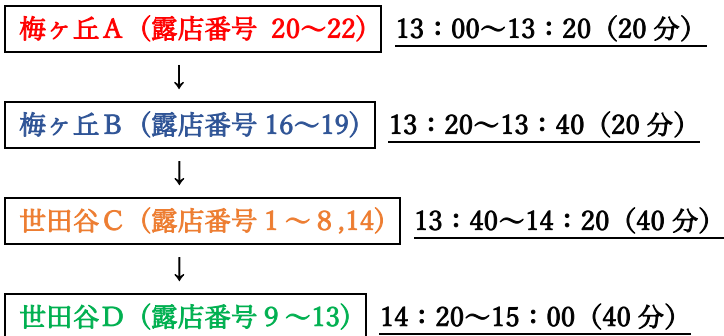 梅ヶ丘A（露店番号 20～22） 13：00～13：20（20 分）
↓
梅ヶ丘B（露店番号 16～19） 13：20～13：40（20 分）
↓
世田谷C（露店番号 1 ～ 8 ,14） 13：40～14：20（40 分）
↓
世田谷D（露店番号 9 ～13） 14：20～15：00（40 分）